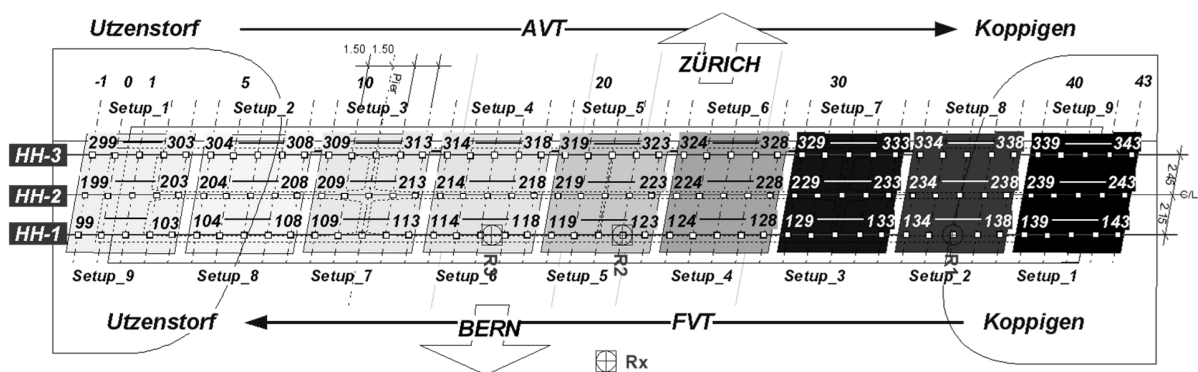 Utzenstorf AVT Koppigen
1.50 1.50 ZÜRICH
-1 0 1 5 10 Pier 20 30 40 43
Setup_1 Setup_2 Setup_3 Setup_4 Setup_5 Setup_6 Setup_7 Setup_8 Setup_9
HH-3 299 303 304 308 309 313 314 318 319 323 324 328 329 333 334 338 339 343
HH-2 199 203 204 208 209 213 214 218 219 223 224 228 229 233 234 238 239 243
2.45 C/L
HH-1 99 103 104 108 109 113 114 118 119 123 124 128 129 133 134 138 139 143
2.15
R3 R2 R1
Setup_9 Setup_8 Setup_7 Setup_6 Setup_5 Setup_4 Setup_3 Setup_2 Setup_1
Utzenstorf BERN FVT Koppigen
Rx